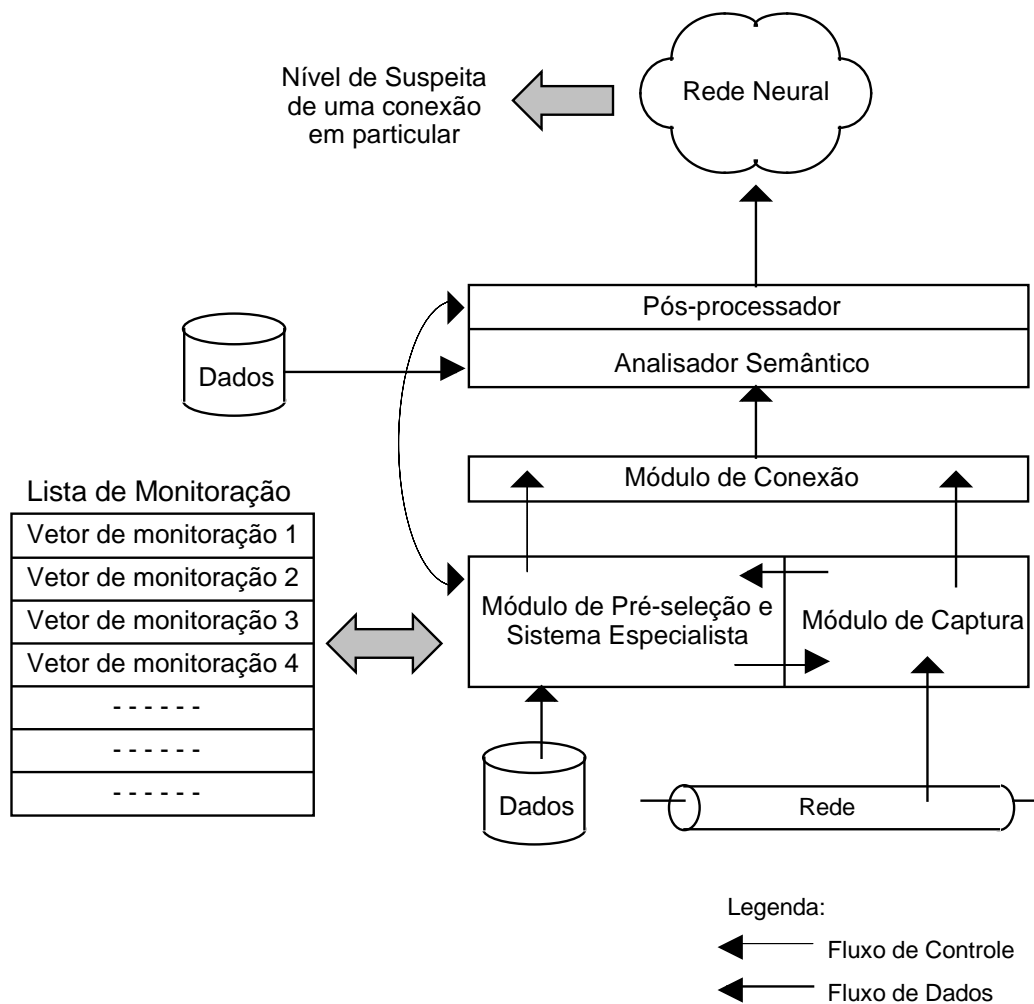 Nível de Suspeita
de uma conexão
em particular
Rede Neural
Pós-processador
Analisador Semântico
Dados
Módulo de Conexão
Lista de Monitoração
Vetor de monitoração 1
Vetor de monitoração 2
Vetor de monitoração 3
Vetor de monitoração 4
- - - - - -
- - - - - -
- - - - - -
Módulo de Pré-seleção e
Sistema Especialista
Módulo de Captura
Dados
Rede
Legenda:
Fluxo de Controle
Fluxo de Dados